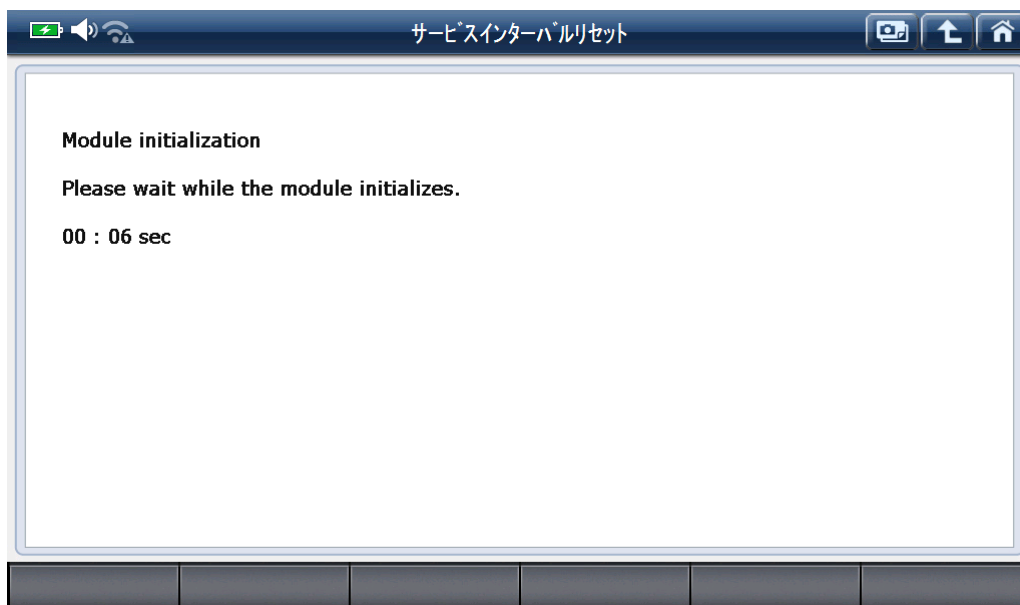 サービスインターバルリセット
Module initialization
Please wait while the module initializes.
00 : 06 sec